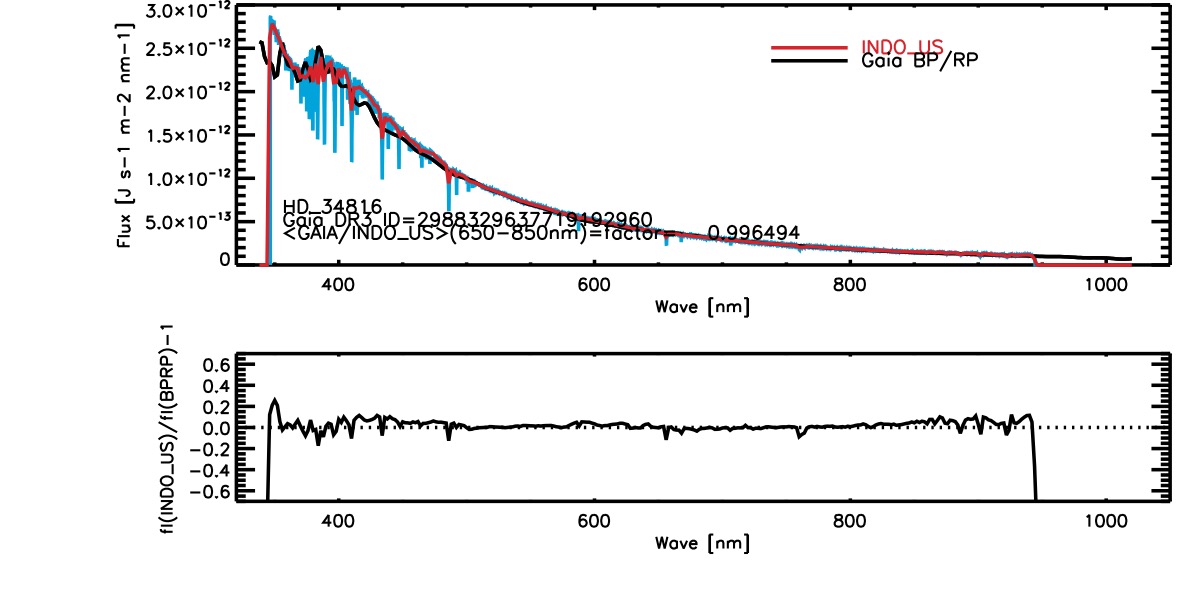 3.0×10⁻¹²
2.5×10⁻¹²
2.0×10⁻¹²
1.5×10⁻¹²
1.0×10⁻¹²
5.0×10⁻¹³
0
Flux [J s−1 m−2 nm−1]
INDO_US
Gaia BP/RP
HD_34816
Gaia DR3 ID=2988329637719192960
<GAIA/INDO_US>(650−850nm)=factor= 0.996494
400 600 800 1000
Wave [nm]
0.6
0.4
0.2
0.0
−0.2
−0.4
−0.6
fl(INDO_US)/fl(BPRP)−1
400 600 800 1000
Wave [nm]